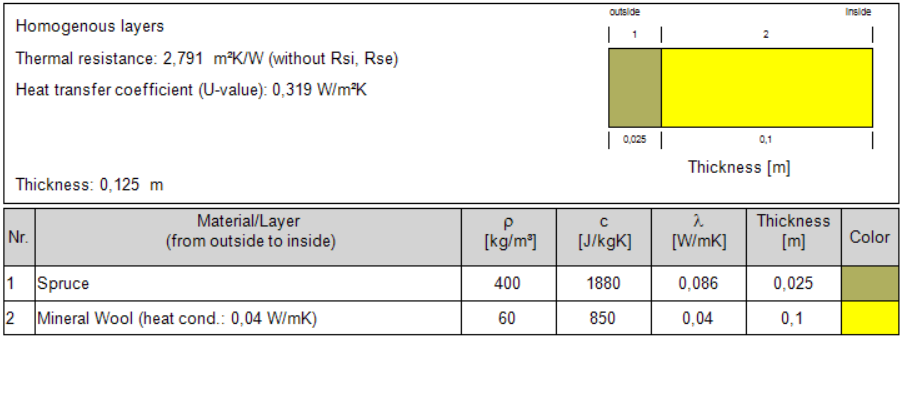 Homogenous layers
Thermal resistance: 2,791 m²K/W (without Rsi, Rse)
Heat transfer coefficient (U-value): 0,319 W/m²K
Thickness: 0,125 m
outside inside
1 2
0,025 0,1
Thickness [m]
Nr. Material/Layer (from outside to inside) ρ [kg/m³] c [J/kgK] λ [W/mK] Thickness [m] Color
1 Spruce 400 1880 0,086 0,025
2 Mineral Wool (heat cond.: 0,04 W/mK) 60 850 0,04 0,1